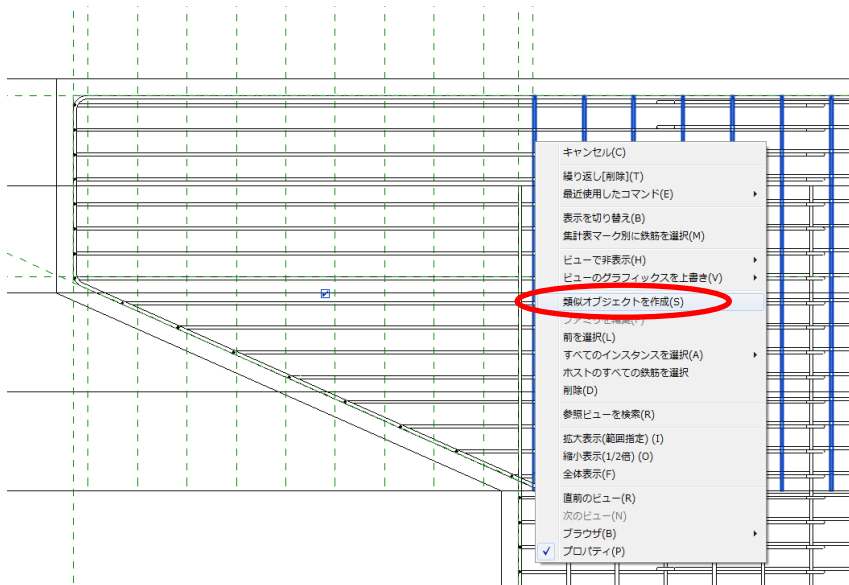 キャンセル(C)
繰り返し[削除](T)
最近使用したコマンド(E)
表示を切り替え(B)
集計表マーク別に鉄筋を選択(M)
ビューで非表示(H)
ビューのグラフィックスを上書き(V)
類似オブジェクトを作成(S)
ファミリを編集(F)
前を選択(L)
すべてのインスタンスを選択(A)
ホストのすべての鉄筋を選択
削除(D)
参照ビューを検索(R)
拡大表示(範囲指定) (I)
縮小表示(1/2倍) (O)
全体表示(F)
直前のビュー(R)
次のビュー(N)
ブラウザ(B)
プロパティ(P)